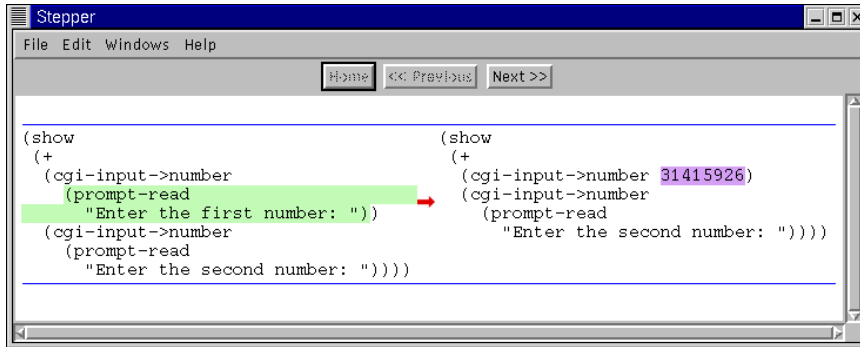 Stepper
File Edit Windows Help
Home << Previous Next >>
(show
(+
(cgi-input->number
(prompt-read
"Enter the first number: "))
(cgi-input->number
(prompt-read
"Enter the second number: "))))
(show
(+
(cgi-input->number 31415926)
(cgi-input->number
(prompt-read
"Enter the second number: "))))